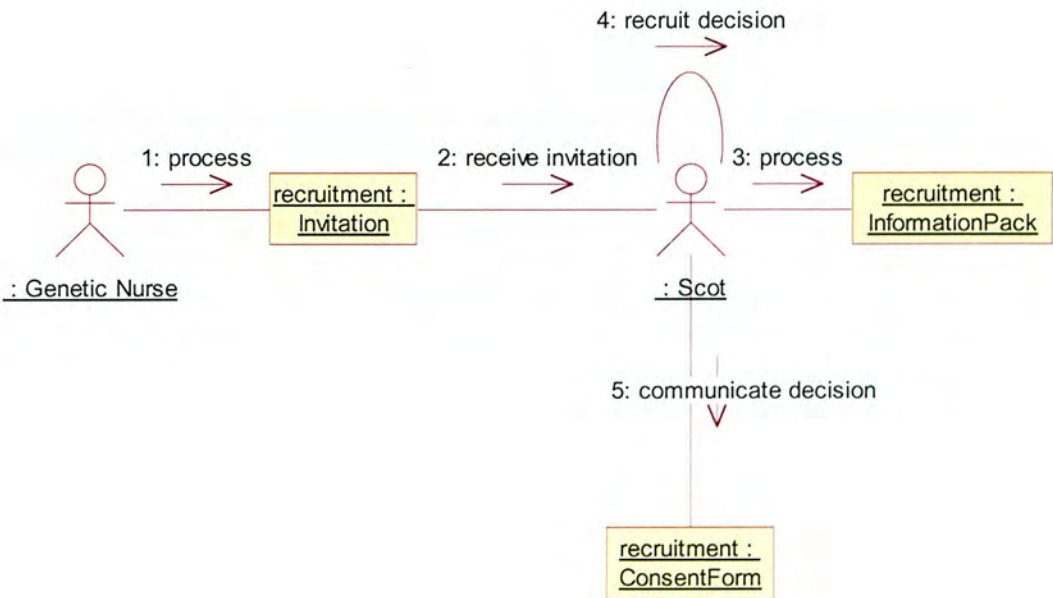 4: recruit decision
1: process
2: receive invitation
3: process
recruitment :
Invitation
recruitment :
InformationPack
: Genetic Nurse
: Scot
5: communicate decision
recruitment :
ConsentForm